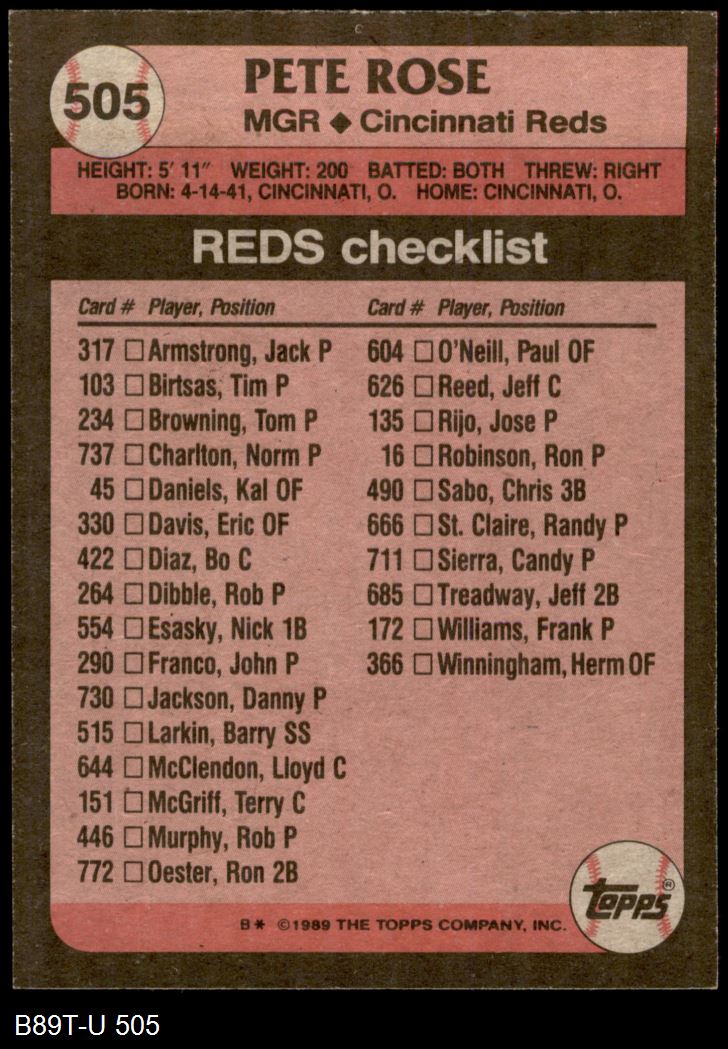 505
PETE ROSE
MGR ◆ Cincinnati Reds
HEIGHT: 5' 11" WEIGHT: 200 BATTED: BOTH THREW: RIGHT
BORN: 4-14-41, CINCINNATI, O. HOME: CINCINNATI, O.
REDS checklist
Card # Player, Position
317 □ Armstrong, Jack P
103 □ Birtsas, Tim P
234 □ Browning, Tom P
737 □ Charlton, Norm P
45 □ Daniels, Kal OF
330 □ Davis, Eric OF
422 □ Diaz, Bo C
264 □ Dibble, Rob P
554 □ Esasky, Nick 1B
290 □ Franco, John P
730 □ Jackson, Danny P
515 □ Larkin, Barry SS
644 □ McClendon, Lloyd C
151 □ McGriff, Terry C
446 □ Murphy, Rob P
772 □ Oester, Ron 2B
Card # Player, Position
604 □ O'Neill, Paul OF
626 □ Reed, Jeff C
135 □ Rijo, Jose P
16 □ Robinson, Ron P
490 □ Sabo, Chris 3B
666 □ St. Claire, Randy P
711 □ Sierra, Candy P
685 □ Treadway, Jeff 2B
172 □ Williams, Frank P
366 □ Winningham, Herm OF
topps®
B* ©1989 THE TOPPS COMPANY, INC.
B89T-U 505